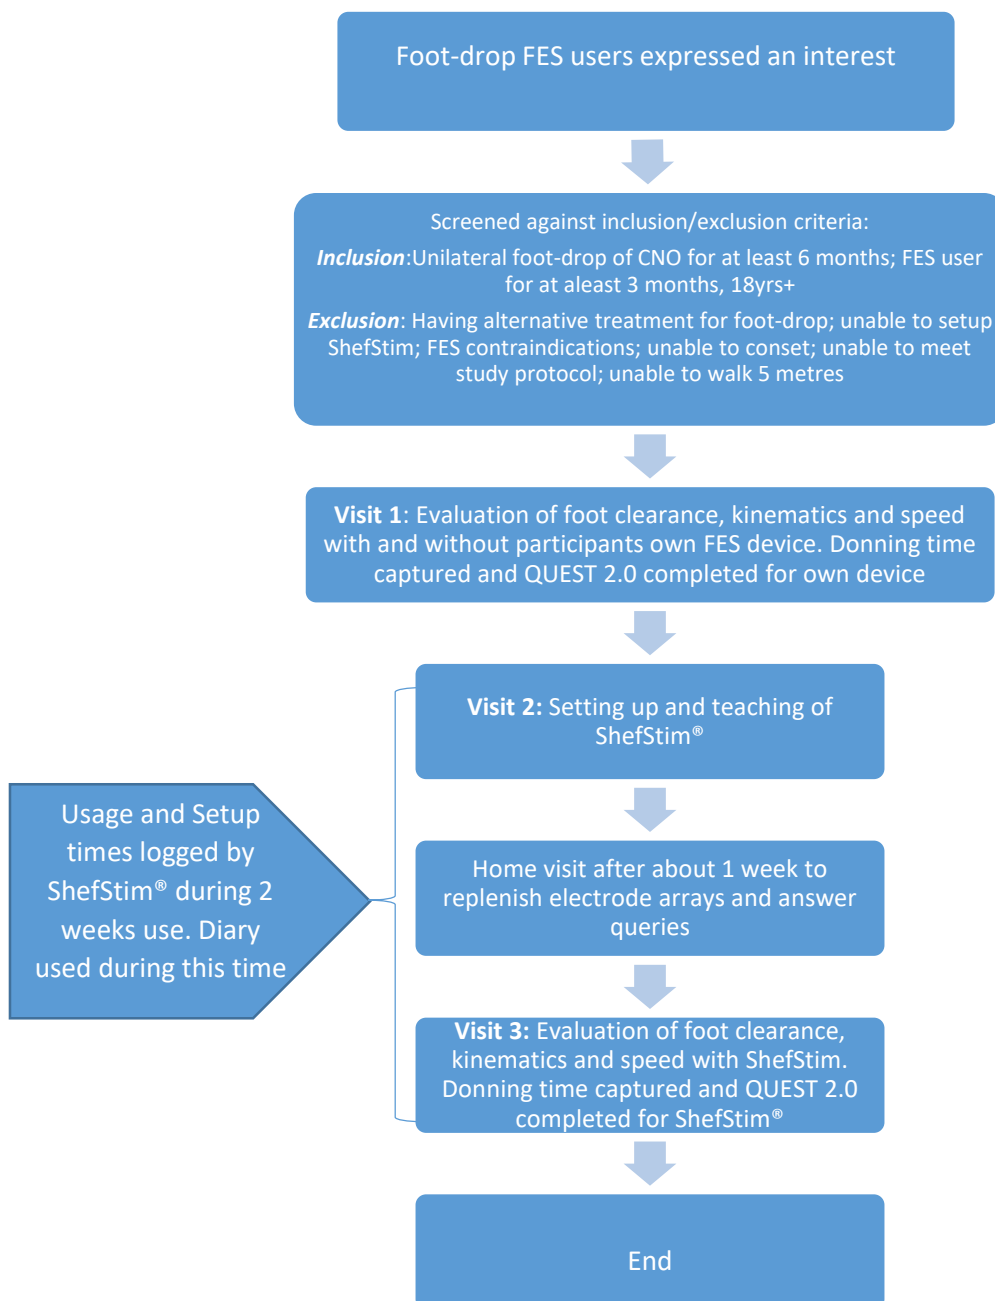 Foot-drop FES users expressed an interest
Screened against inclusion/exclusion criteria:
Inclusion:Unilateral foot-drop of CNO for at least 6 months; FES user
for at aleast 3 months, 18yrs+
Exclusion: Having alternative treatment for foot-drop; unable to setup
ShefStim; FES contraindications; unable to conset; unable to meet
study protocol; unable to walk 5 metres
Visit 1: Evaluation of foot clearance, kinematics and speed
with and without participants own FES device. Donning time
captured and QUEST 2.0 completed for own device
Visit 2: Setting up and teaching of
ShefStim®
Usage and Setup
times logged by
ShefStim® during 2
weeks use. Diary
used during this time
Home visit after about 1 week to
replenish electrode arrays and answer
queries
Visit 3: Evaluation of foot clearance,
kinematics and speed with ShefStim.
Donning time captured and QUEST 2.0
completed for ShefStim®
End